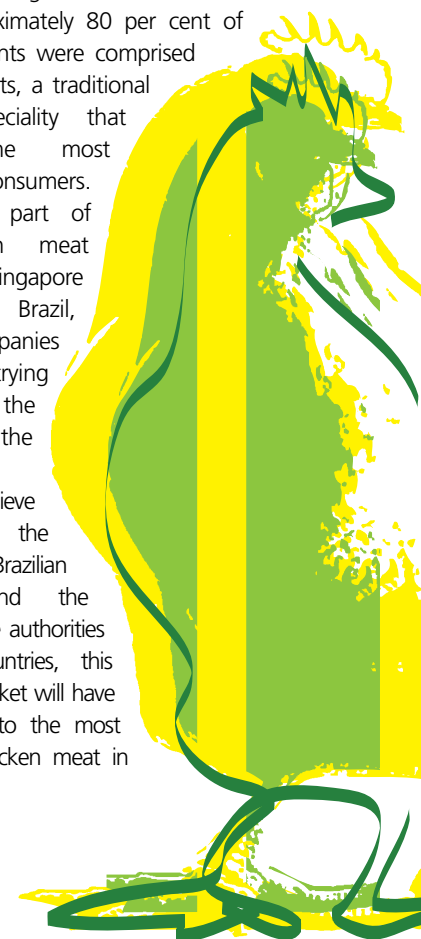 ximately 80 per cent of
nts were comprised
ts, a traditional
eciality that
ne most
onsumers.
part of
n meat
ingapore
Brazil,
panies
trying
the
the
ieve
the
Brazilian
nd the
authorities
untries, this
ket will have
to the most
cken meat in